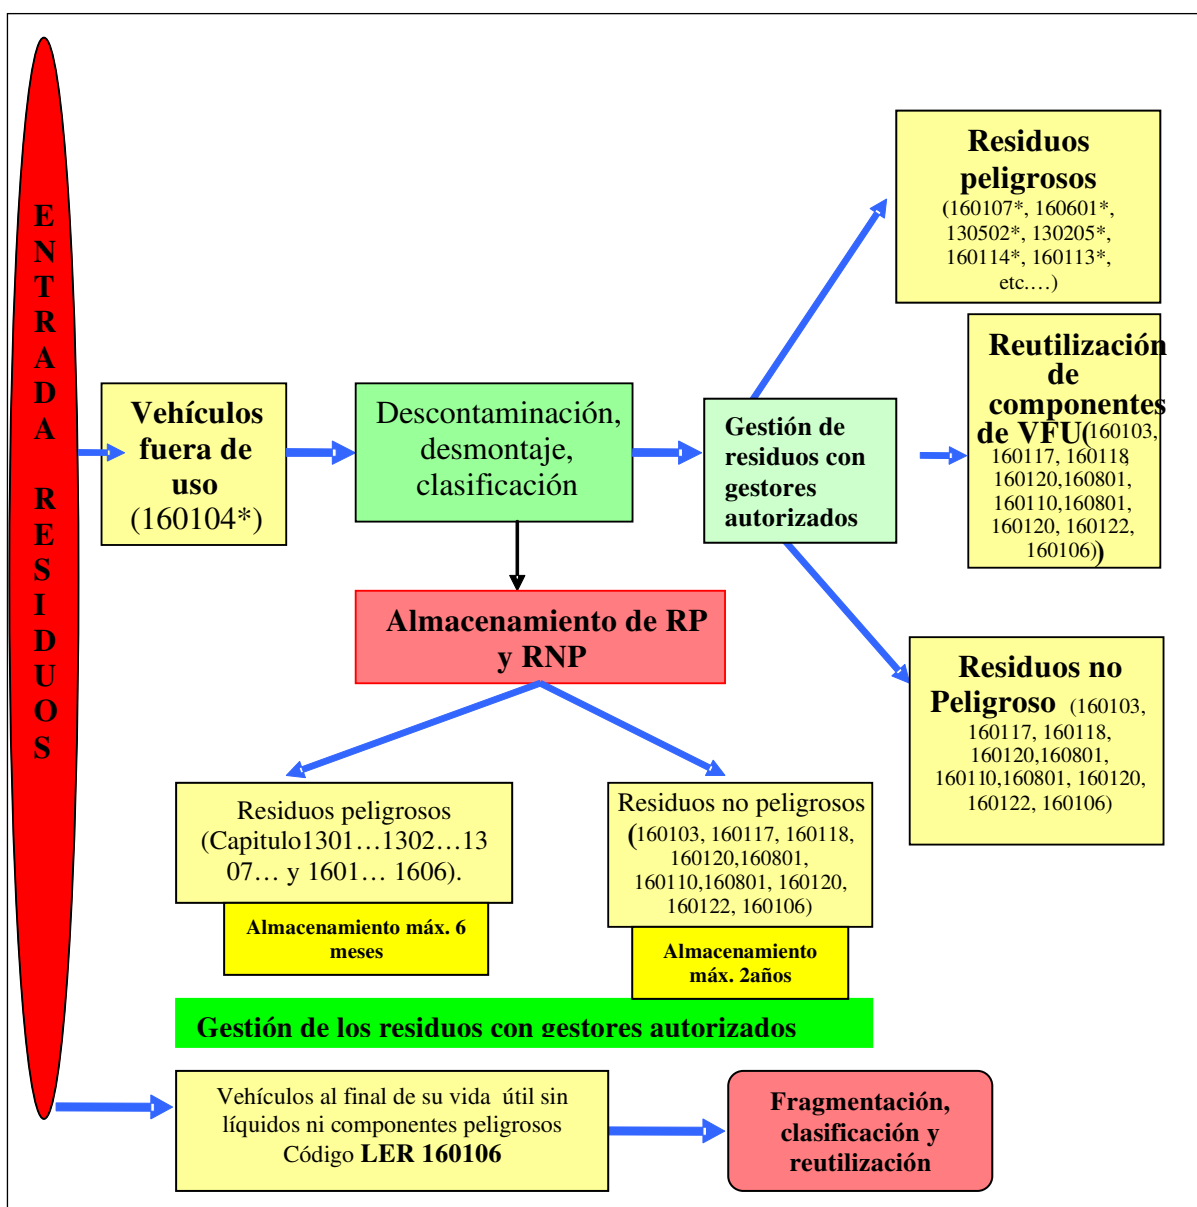 E
N
T
R
A
D
A
R
E
S
I
D
U
O
S
Residuos
peligrosos
(160107*, 160601*,
130502*, 130205*,
160114*, 160113*,
etc.…)
Reutilización
de
componentes
de VFU(160103,
160117, 160118,
160120,160801,
160110,160801,
160120, 160122,
160106))
Vehículos
fuera de
uso
(160104*)
Descontaminación,
desmontaje,
clasificación
Gestión de
residuos con
gestores
autorizados
Almacenamiento de RP
y RNP
Residuos no
Peligroso (160103,
160117, 160118,
160120,160801,
160110,160801, 160120,
160122, 160106)
Residuos peligrosos
(Capitulo1301…1302…13
07… y 1601… 1606).
Almacenamiento máx. 6
meses
Residuos no peligrosos
(160103, 160117, 160118,
160120,160801,
160110,160801, 160120,
160122, 160106)
Almacenamiento
máx. 2años
Gestión de los residuos con gestores autorizados
Vehículos al final de su vida útil sin
líquidos ni componentes peligrosos
Código LER 160106
Fragmentación,
clasificación y
reutilización